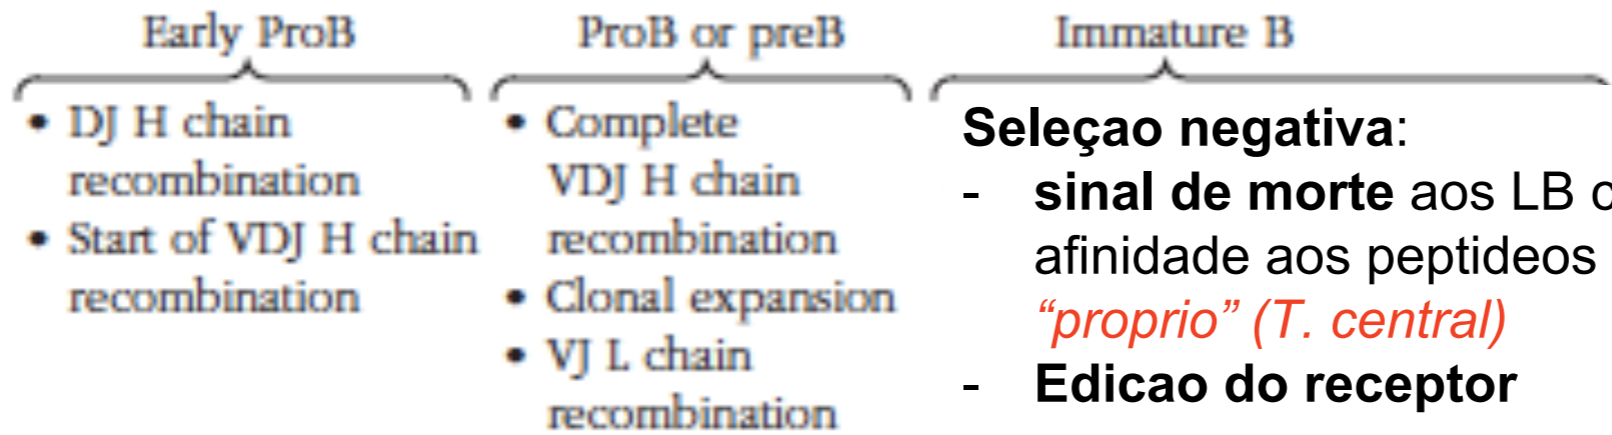 Early ProB
• DJ H chain
recombination
• Start of VDJ H chain
recombination
ProB or preB
• Complete
VDJ H chain
recombination
• Clonal expansion
• VJ L chain
recombination
Immature B
Seleçao negativa:
- sinal de morte aos LB
afinidade aos peptideos
“proprio” (T. central)
- Edicao do receptor